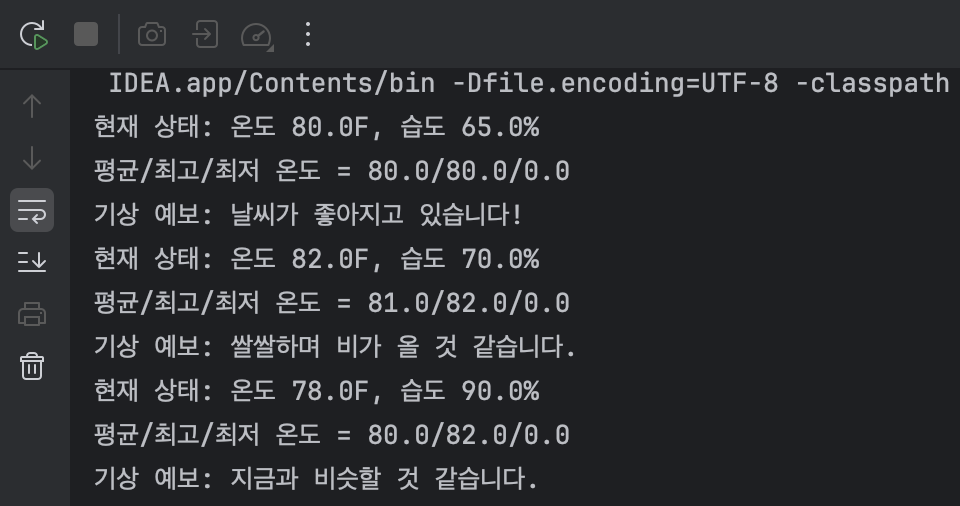 IDEA.app/Contents/bin -Dfile.encoding=UTF-8 -classpath
현재 상태: 온도 80.0F, 습도 65.0%
평균/최고/최저 온도 = 80.0/80.0/0.0
기상 예보: 날씨가 좋아지고 있습니다!
현재 상태: 온도 82.0F, 습도 70.0%
평균/최고/최저 온도 = 81.0/82.0/0.0
기상 예보: 쌀쌀하며 비가 올 것 같습니다.
현재 상태: 온도 78.0F, 습도 90.0%
평균/최고/최저 온도 = 80.0/82.0/0.0
기상 예보: 지금과 비슷할 것 같습니다.